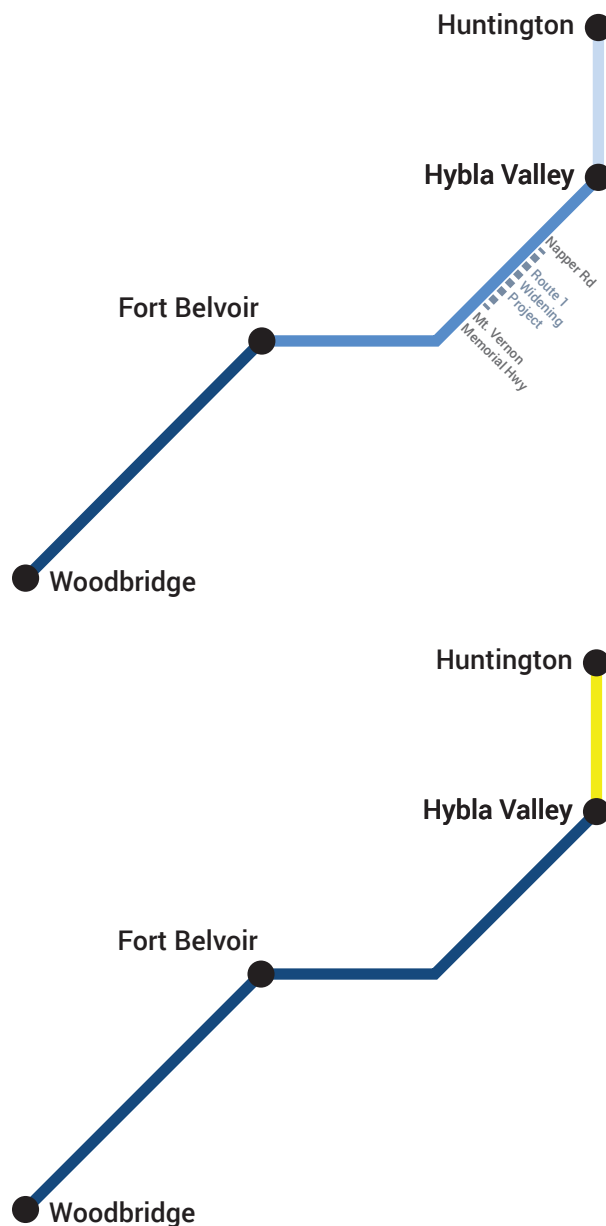 Huntington
Hybla Valley
Napper Rd
Route 1
Widening
Project
Mt. Vernon
Memorial Hwy
Fort Belvoir
Woodbridge
Huntington
Hybla Valley
Fort Belvoir
Woodbridge